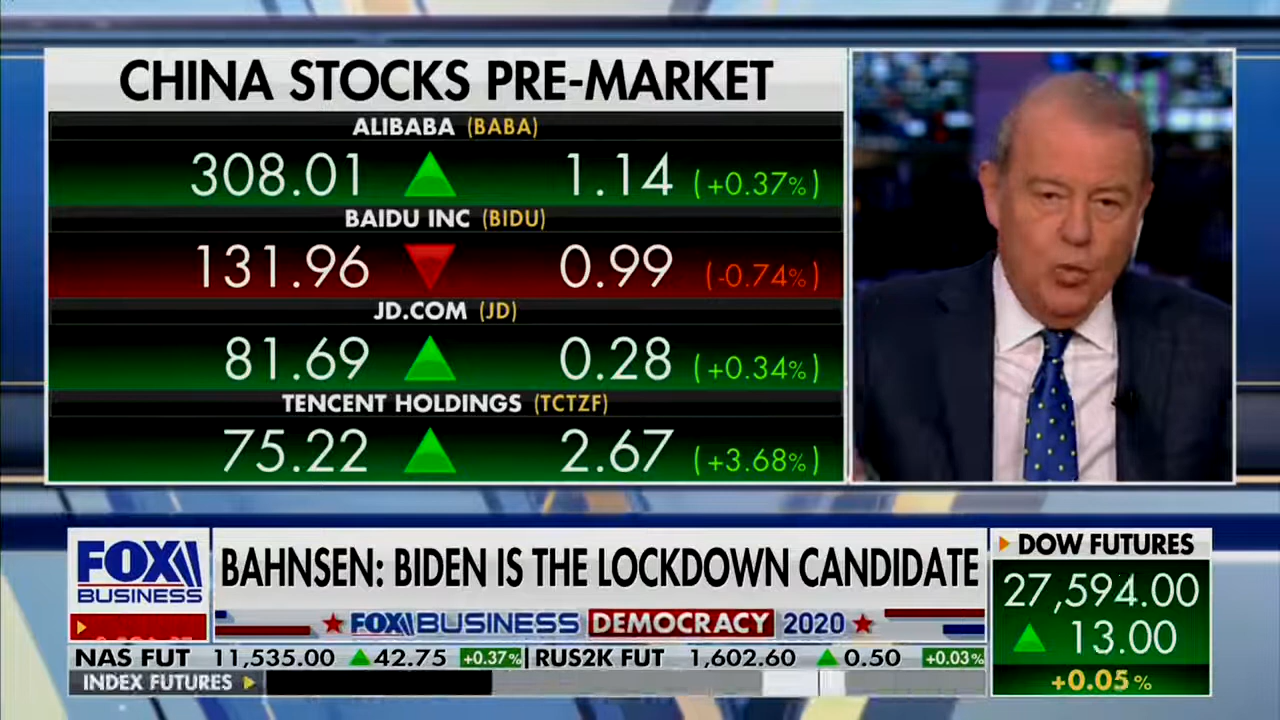 CHINA STOCKS PRE-MARKET
ALIBABA (BABA)
308.01 ▲ 1.14 (+0.37%)
BAIDU INC (BIDU)
131.96 ▼ 0.99 (-0.74%)
JD.COM (JD)
81.69 ▲ 0.28 (+0.34%)
TENCENT HOLDINGS (TCTZF)
75.22 ▲ 2.67 (+3.68%)
FOX BUSINESS
BAHNSEN: BIDEN IS THE LOCKDOWN CANDIDATE
FOX BUSINESS DEMOCRACY 2020
DOW FUTURES
27,594.00
▲ 13.00
+0.05%
NAS FUT 11,535.00 ▲42.75 +0.37% RUS2K FUT 1,602.60 ▲0.50 +0.03%
INDEX FUTURES